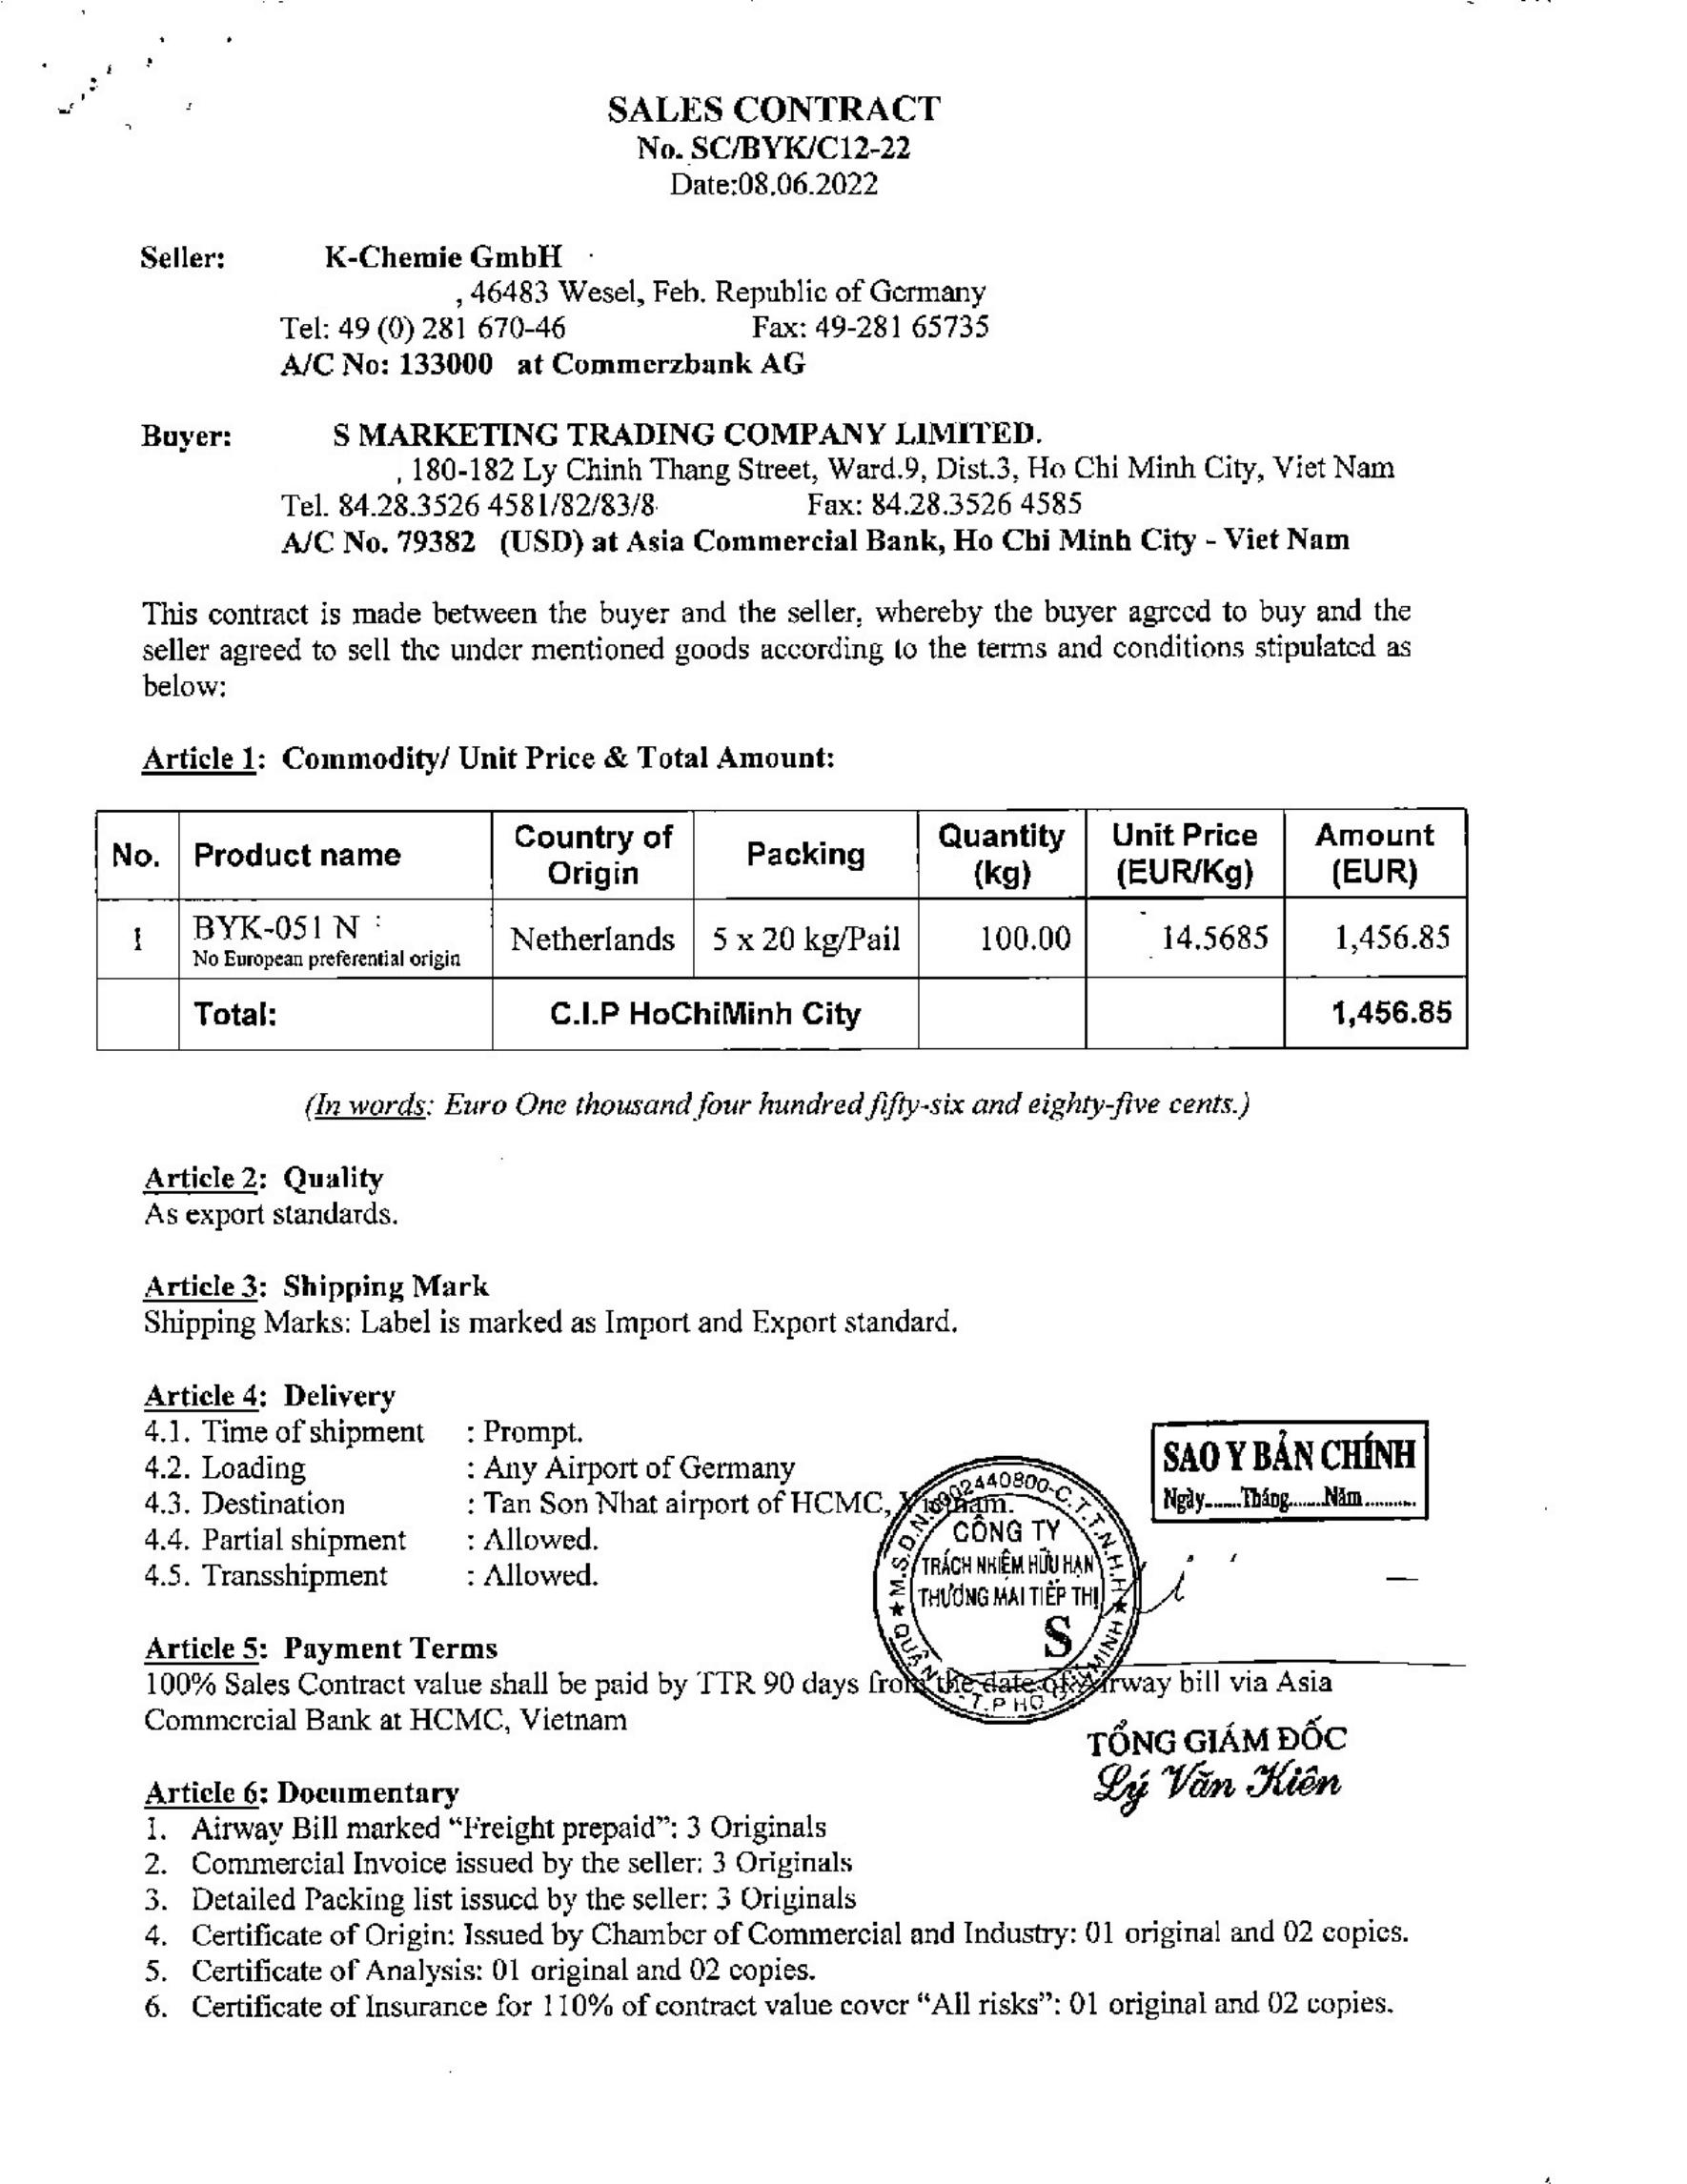 SALES CONTRACT
No. SC/BYK/C12-22
Date:08.06.2022
Seller: K-Chemie GmbH
, 46483 Wesel, Feb. Republic of Germany
Tel: 49 (0) 281 670-46 Fax: 49-281 65735
A/C No: 133000 at Commerzbank AG
Buyer: S MARKETING TRADING COMPANY LIMITED.
, 180-182 Ly Chinh Thang Street, Ward.9, Dist.3, Ho Chi Minh City, Viet Nam
Tel. 84.28.3526 4581/82/83/8 Fax: 84.28.3526 4585
A/C No. 79382 (USD) at Asia Commercial Bank, Ho Chi Minh City - Viet Nam
This contract is made between the buyer and the seller, whereby the buyer agreed to buy and the
seller agreed to sell the under mentioned goods according to the terms and conditions stipulated as
below:
Article 1: Commodity/ Unit Price & Total Amount:
No. Product name Country of Origin Packing Quantity (kg) Unit Price (EUR/Kg) Amount (EUR)
1 BYK-051 N Netherlands 5 x 20 kg/Pail 100.00 14.5685 1,456.85
No European preferential origin
Total: C.I.P HoChiMinh City 1,456.85
(In words: Euro One thousand four hundred fifty-six and eighty-five cents.)
Article 2: Quality
As export standards.
Article 3: Shipping Mark
Shipping Marks: Label is marked as Import and Export standard.
Article 4: Delivery
4.1. Time of shipment : Prompt.
4.2. Loading : Any Airport of Germany
4.3. Destination : Tan Son Nhat airport of HCMC, Vietnam.
4.4. Partial shipment : Allowed.
4.5. Transshipment : Allowed.
SAO Y BẢN CHÍNH
Ngày.......Tháng.......Năm..........
M.S.D.N:0302440800-C.T.T.N.H.H
CÔNG TY
TRÁCH NHIỆM HỮU HẠN
THƯƠNG MẠI TIẾP THỊ
S
Article 5: Payment Terms
100% Sales Contract value shall be paid by TTR 90 days from the date of Airway bill via Asia
Commercial Bank at HCMC, Vietnam
TỔNG GIÁM ĐỐC
Lý Văn Kiên
Article 6: Documentary
1. Airway Bill marked “Freight prepaid”: 3 Originals
2. Commercial Invoice issued by the seller: 3 Originals
3. Detailed Packing list issued by the seller: 3 Originals
4. Certificate of Origin: Issued by Chamber of Commercial and Industry: 01 original and 02 copies.
5. Certificate of Analysis: 01 original and 02 copies.
6. Certificate of Insurance for 110% of contract value cover “All risks”: 01 original and 02 copies.